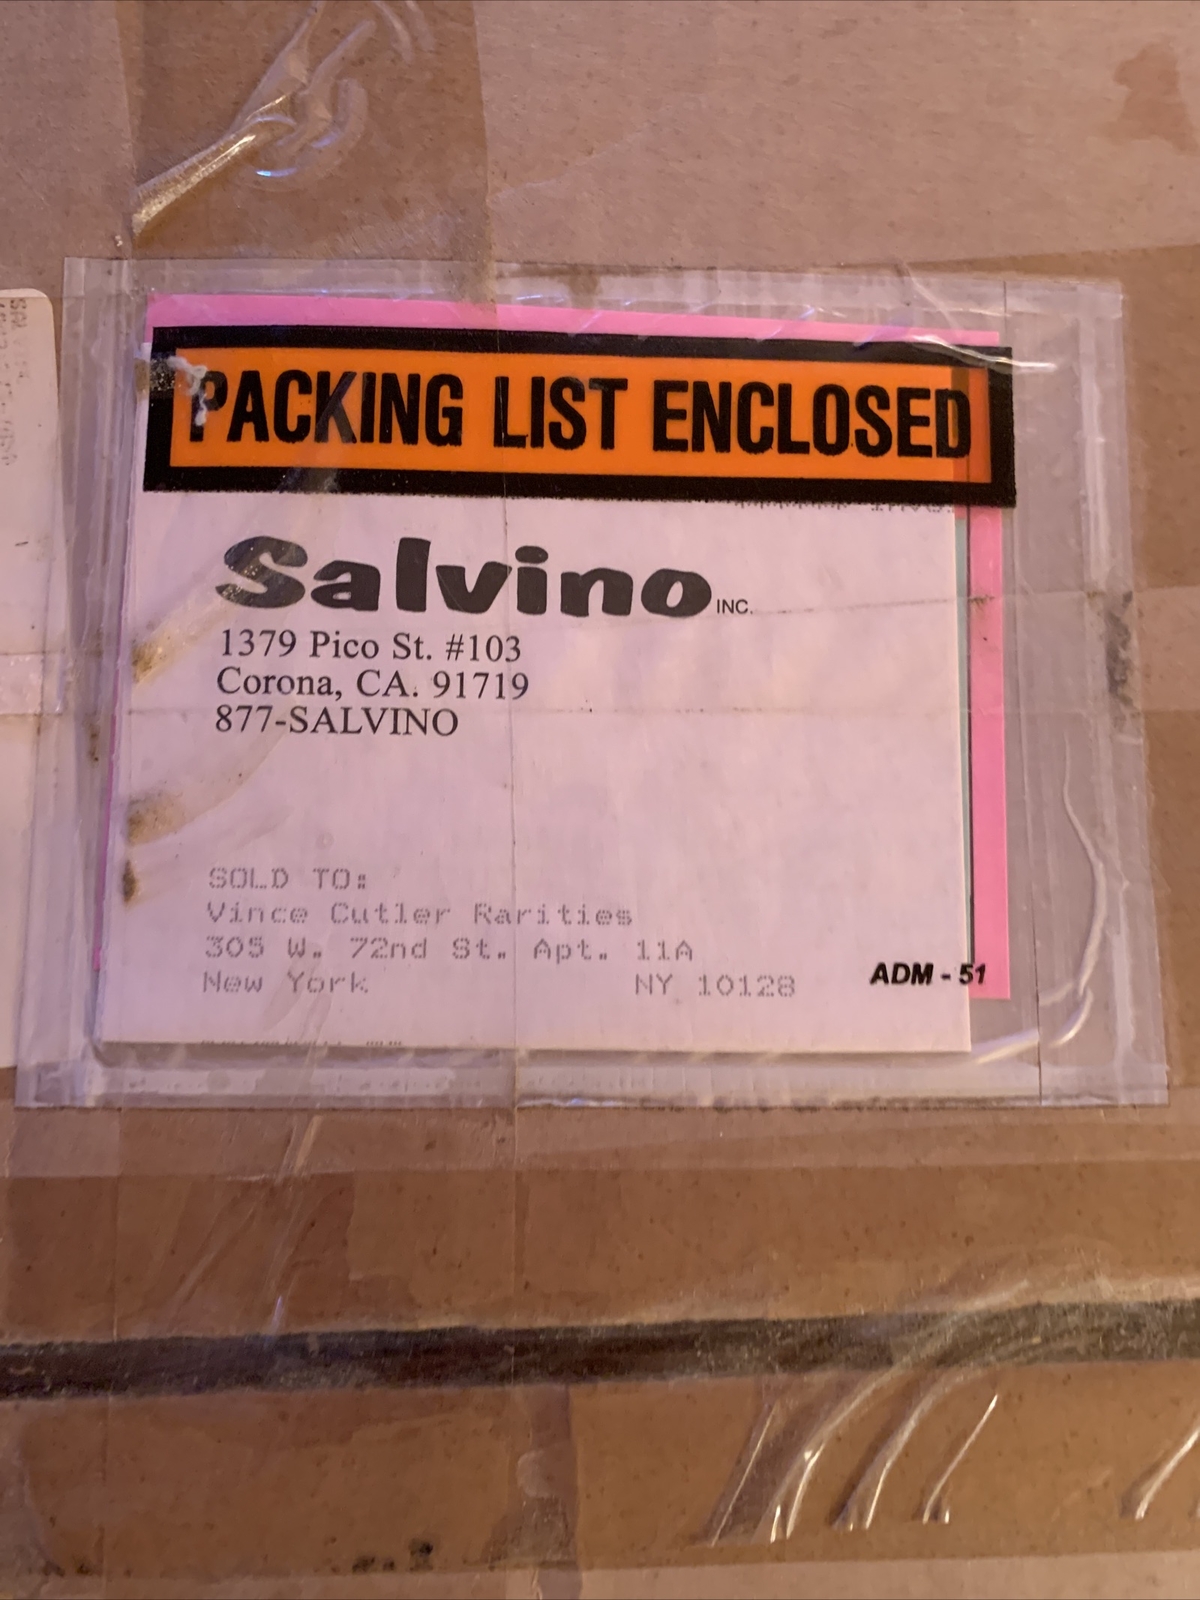 PACKING LIST ENCLOSED
Salvino INC.
1379 Pico St. #103
Corona, CA. 91719
877-SALVINO
SOLD TO:
Vince Cutler Rarities
305 W. 72nd St. Apt. 11A
New York NY 10128
ADM - 51